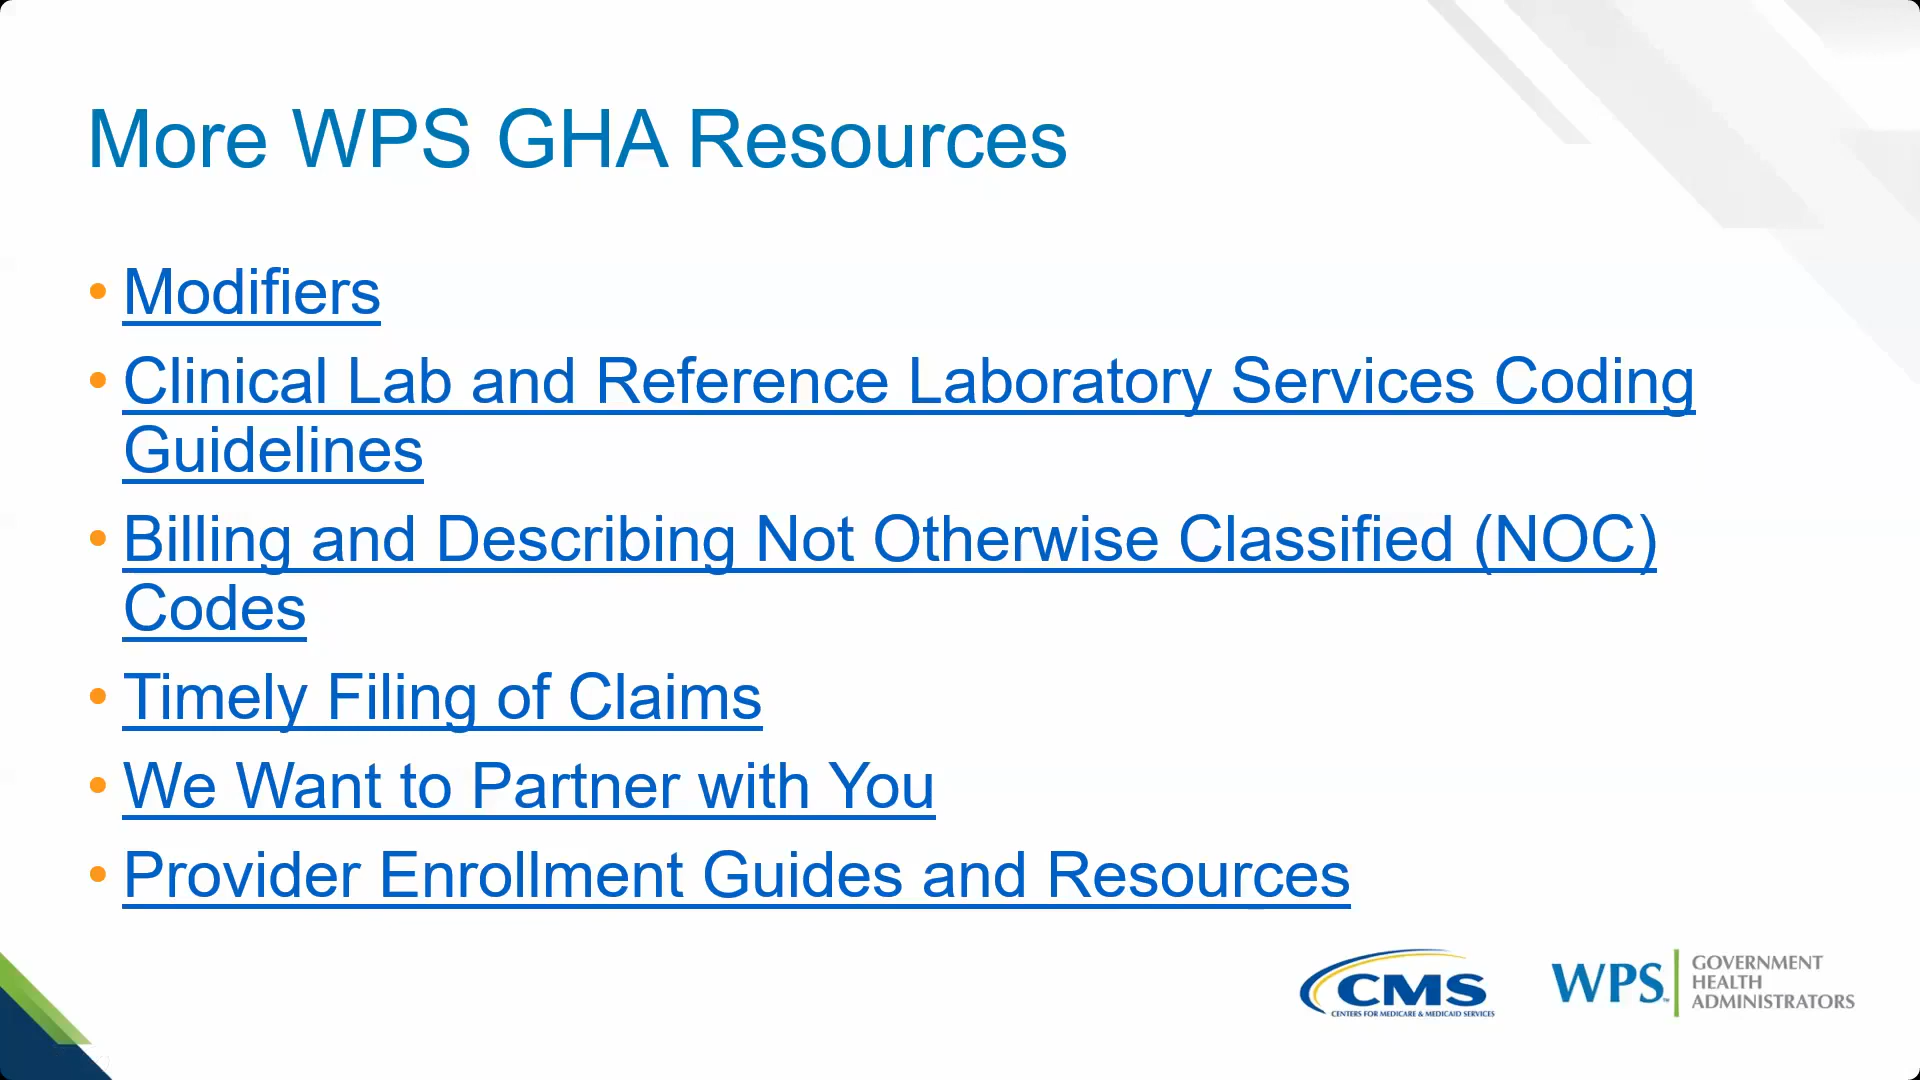 More WPS GHA Resources
• Modifiers
• Clinical Lab and Reference Laboratory Services Coding
Guidelines
• Billing and Describing Not Otherwise Classified (NOC)
Codes
• Timely Filing of Claims
• We Want to Partner with You
• Provider Enrollment Guides and Resources
CMS
CENTERS FOR MEDICARE & MEDICAID SERVICES
WPS™
GOVERNMENT
HEALTH
ADMINISTRATORS